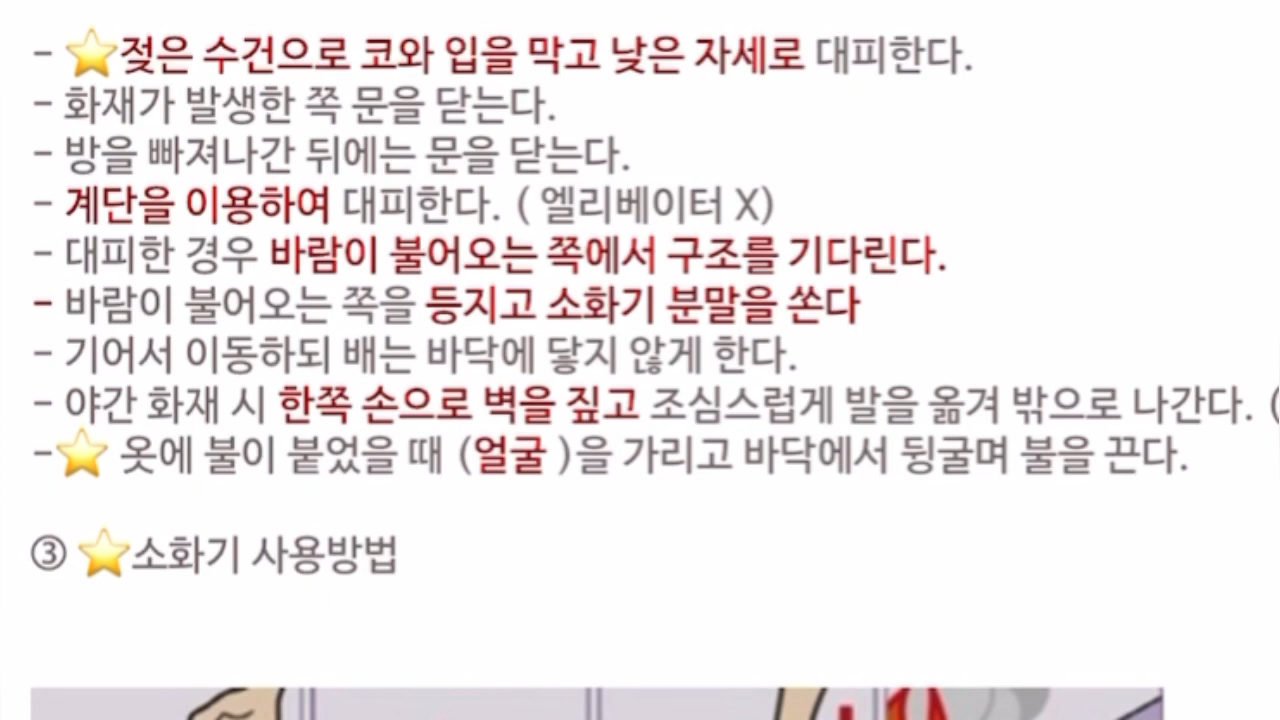 - ⭐젖은 수건으로 코와 입을 막고 낮은 자세로 대피한다.
- 화재가 발생한 쪽 문을 닫는다.
- 방을 빠져나간 뒤에는 문을 닫는다.
- 계단을 이용하여 대피한다. ( 엘리베이터 X)
- 대피한 경우 바람이 불어오는 쪽에서 구조를 기다린다.
- 바람이 불어오는 쪽을 등지고 소화기 분말을 쏜다
- 기어서 이동하되 배는 바닥에 닿지 않게 한다.
- 야간 화재 시 한쪽 손으로 벽을 짚고 조심스럽게 발을 옮겨 밖으로 나간다. (
-⭐ 옷에 불이 붙었을 때 (얼굴 )을 가리고 바닥에서 뒹굴며 불을 끈다.
③ ⭐소화기 사용방법